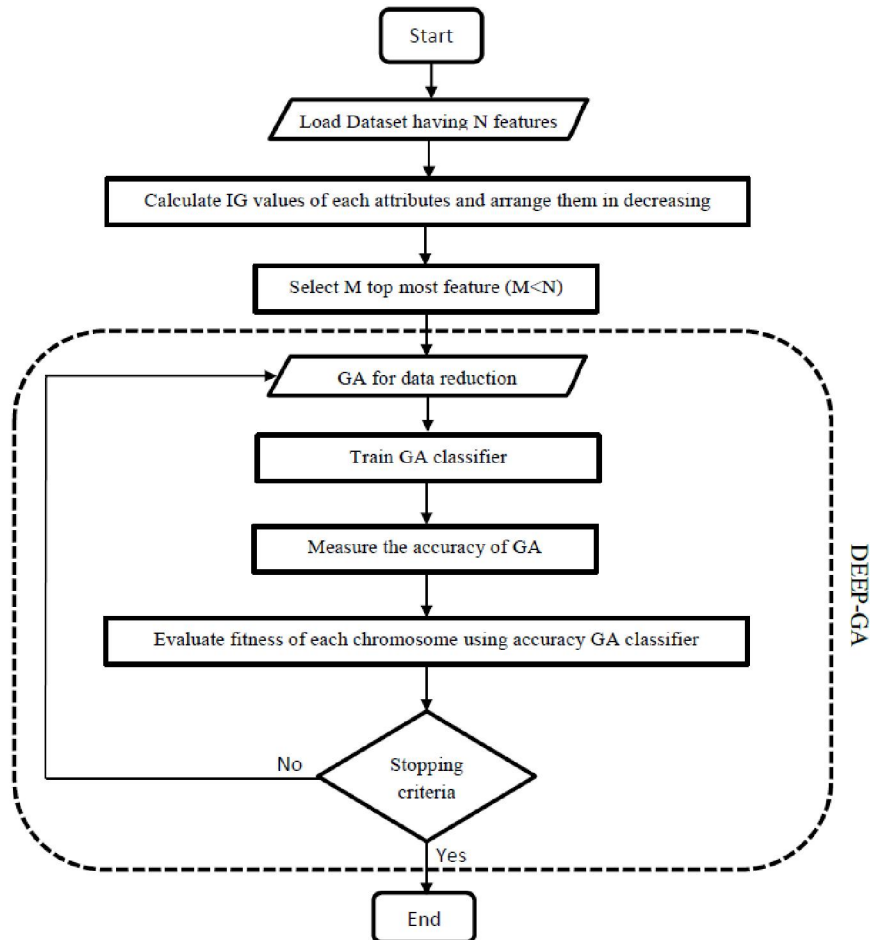 Start
Load Dataset having N features
Calculate IG values of each attributes and arrange them in decreasing
Select M top most feature (M<N)
GA for data reduction
Train GA classifier
Measure the accuracy of GA
Evaluate fitness of each chromosome using accuracy GA classifier
DEEP-GA
Stopping
criteria
No
Yes
End